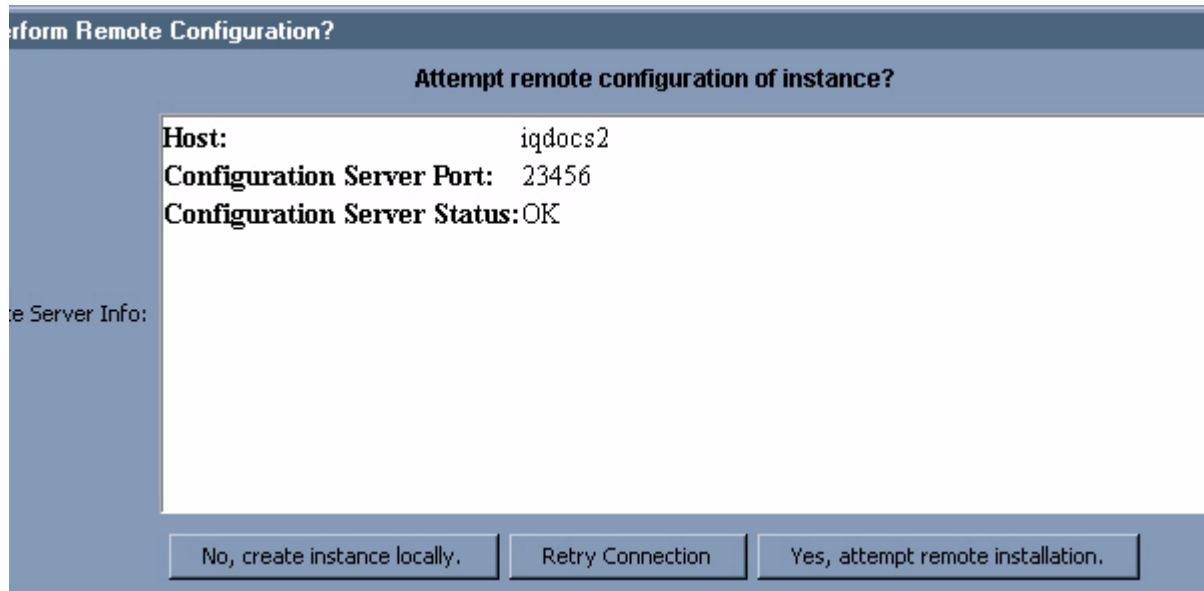 rform Remote Configuration?
Attempt remote configuration of instance?
Host: iqdocs2
Configuration Server Port: 23456
Configuration Server Status: OK
te Server Info:
No, create instance locally. Retry Connection Yes, attempt remote installation.